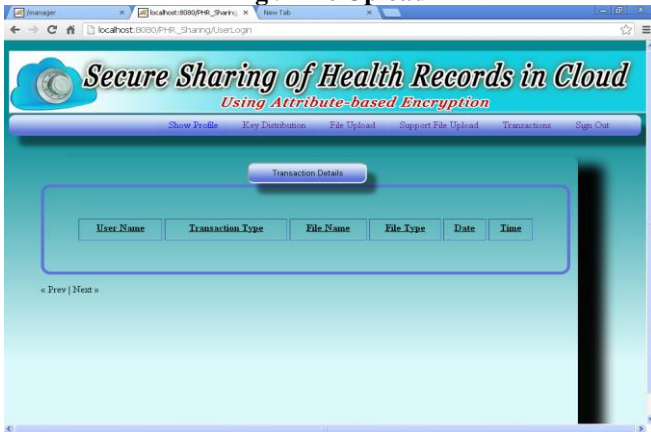 /manager
localhost:8080/PHR_Sharing
New Tab
localhost:8080/PHR_Sharing/UserLogin
Secure Sharing of Health Records in Cloud
Using Attribute-based Encryption
Show Profile Key Distribution File Upload Support File Upload Transactions Sign Out
Transaction Details
User Name Transaction Type File Name File Type Date Time
« Prev | Next »